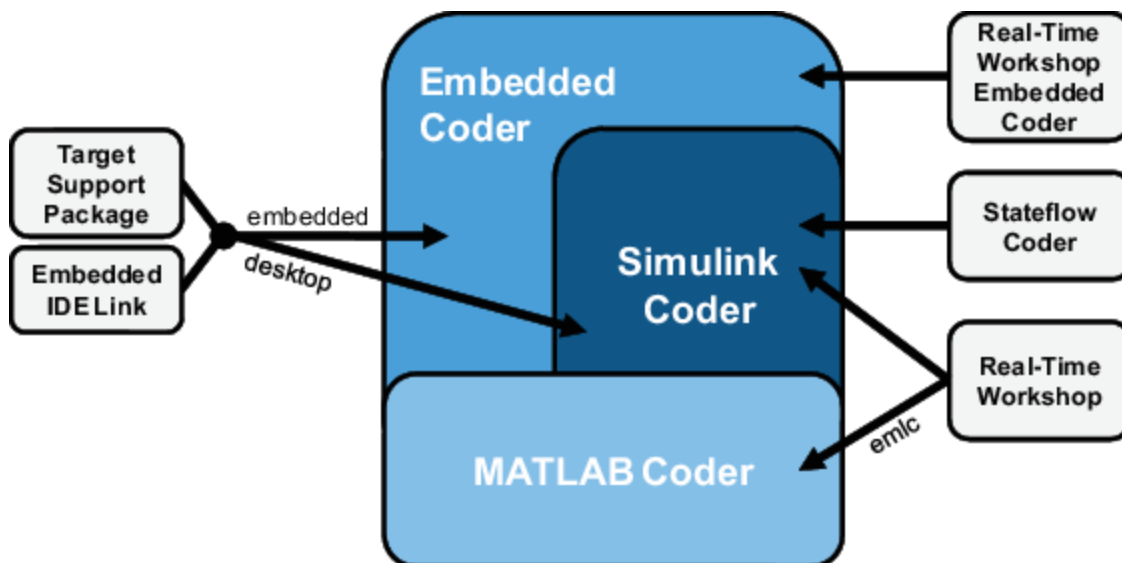 Target
Support
Package
Embedded
IDE Link
embedded
desktop
Embedded
Coder
Simulink
Coder
MATLAB Coder
Real-Time
Workshop
Embedded
Coder
Stateflow
Coder
Real-Time
Workshop
emlc